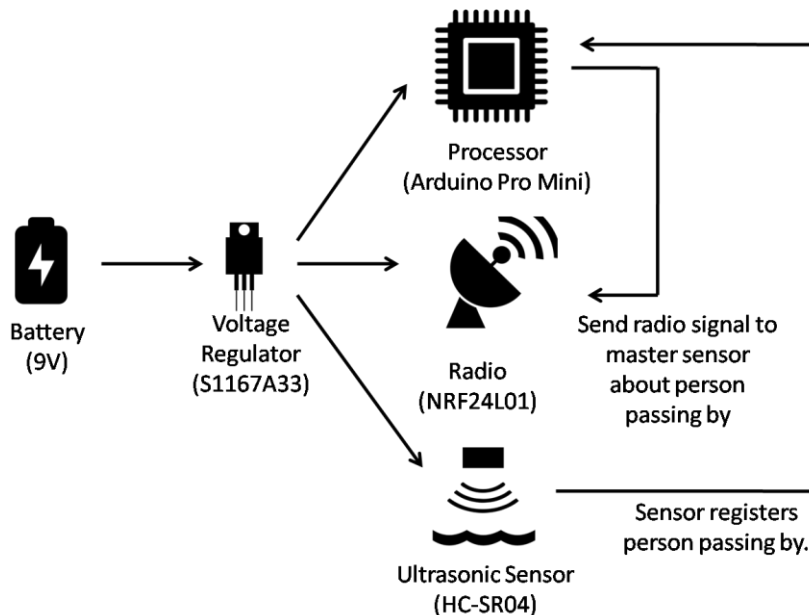 Processor
(Arduino Pro Mini)
Battery
(9V)
Voltage
Regulator
(S1167A33)
Radio
(NRF24L01)
Send radio signal to
master sensor
about person
passing by
Ultrasonic Sensor
(HC-SR04)
Sensor registers
person passing by.